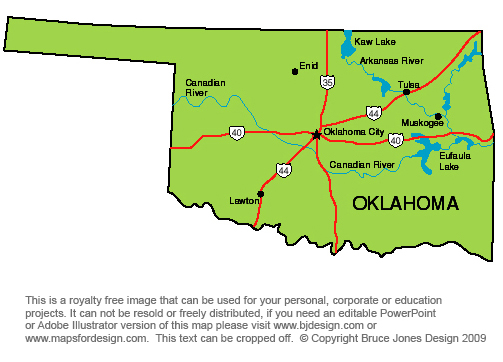 Kaw Lake
Arkansas River
Enid
35
Canadian
River
Tulsa
44
Muskogee
40
Oklahoma City
40
Canadian River
Eufaula
Lake
44
Lawton
OKLAHOMA
This is a royalty free image that can be used for your personal, corporate or education
projects. It can not be resold or freely distributed, if you need an editable PowerPoint
or Adobe Illustrator version of this map please visit www.bjdesign.com or
www.mapsfordesign.com. This text can be cropped off. © Copyright Bruce Jones Design 2009